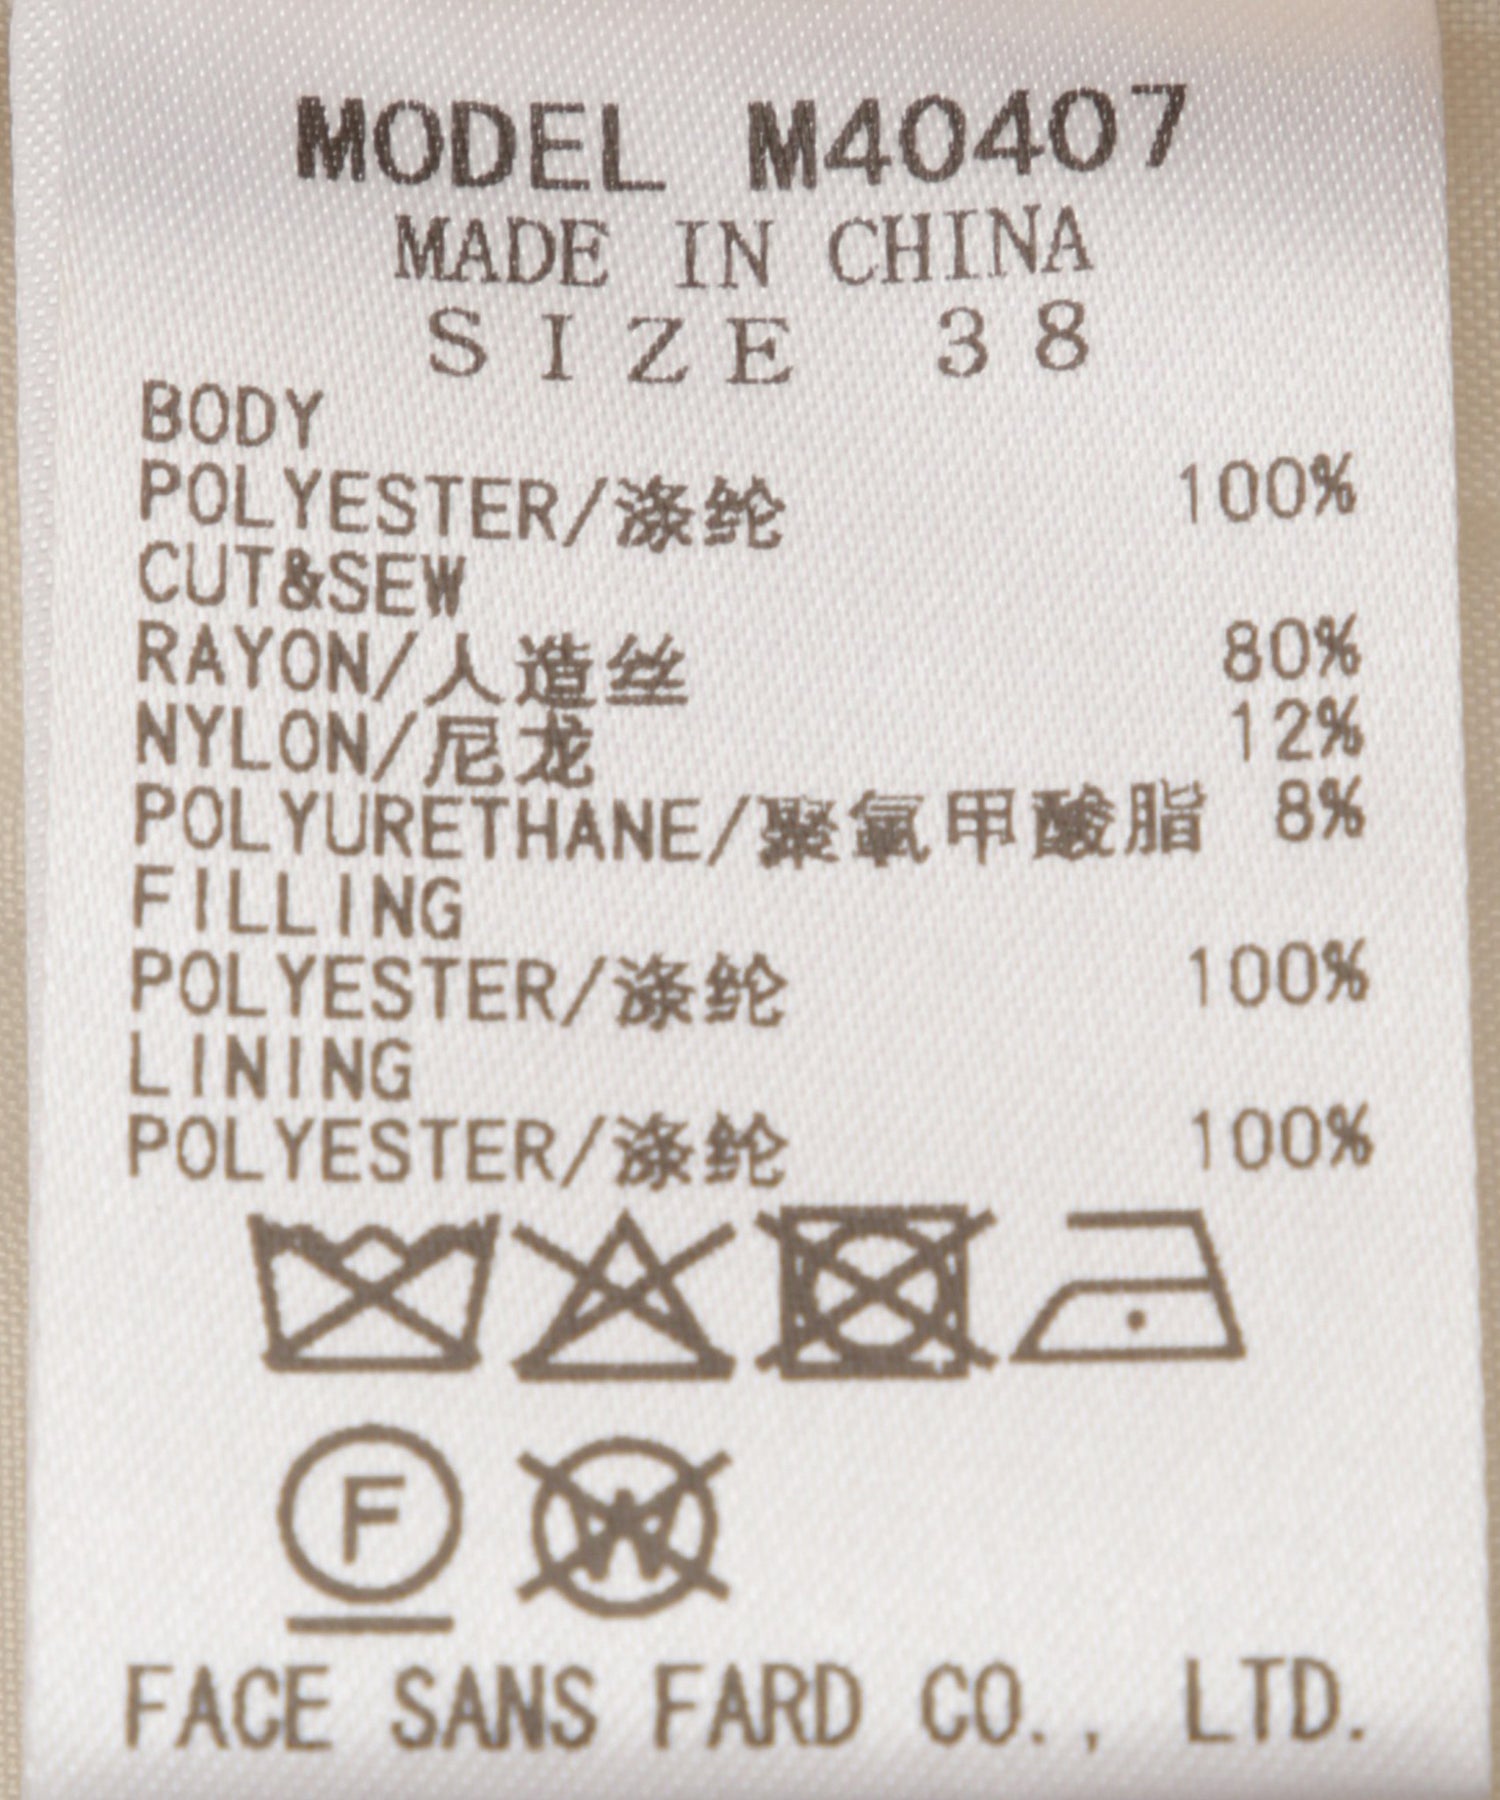 MODEL M40407
MADE IN CHINA
SIZE 38
BODY
POLYESTER/涤纶 100%
CUT&SEW
RAYON/人造丝 80%
NYLON/尼龙 12%
POLYURETHANE/聚氰甲酸脂 8%
FILLING
POLYESTER/涤纶 100%
LINING
POLYESTER/涤纶 100%
F W
FACE SANS FARD CO., LTD.